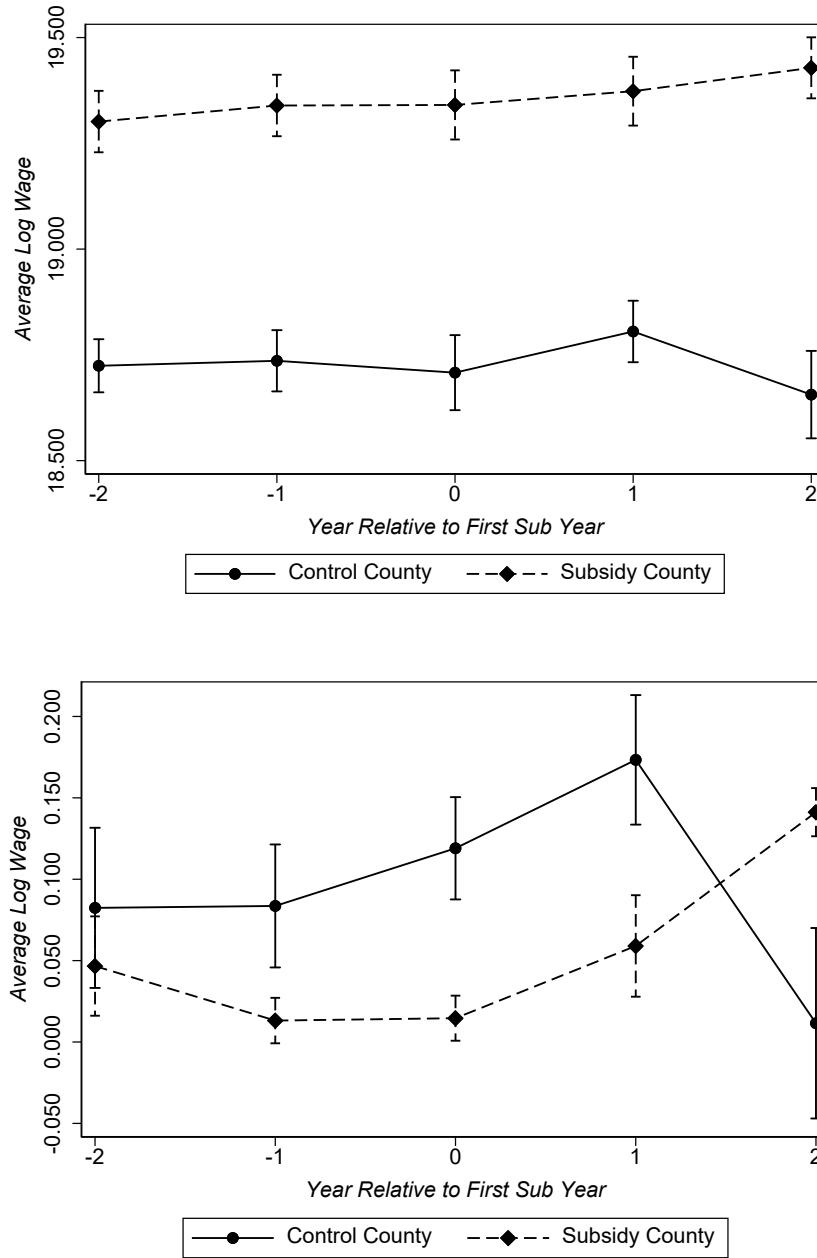 19.500
19.000
18.500
Average Log Wage
-2 -1 0 1 2
Year Relative to First Sub Year
Control County Subsidy County
0.200
0.150
0.100
0.050
0.000
-0.050
Average Log Wage
-2 -1 0 1 2
Year Relative to First Sub Year
Control County Subsidy County